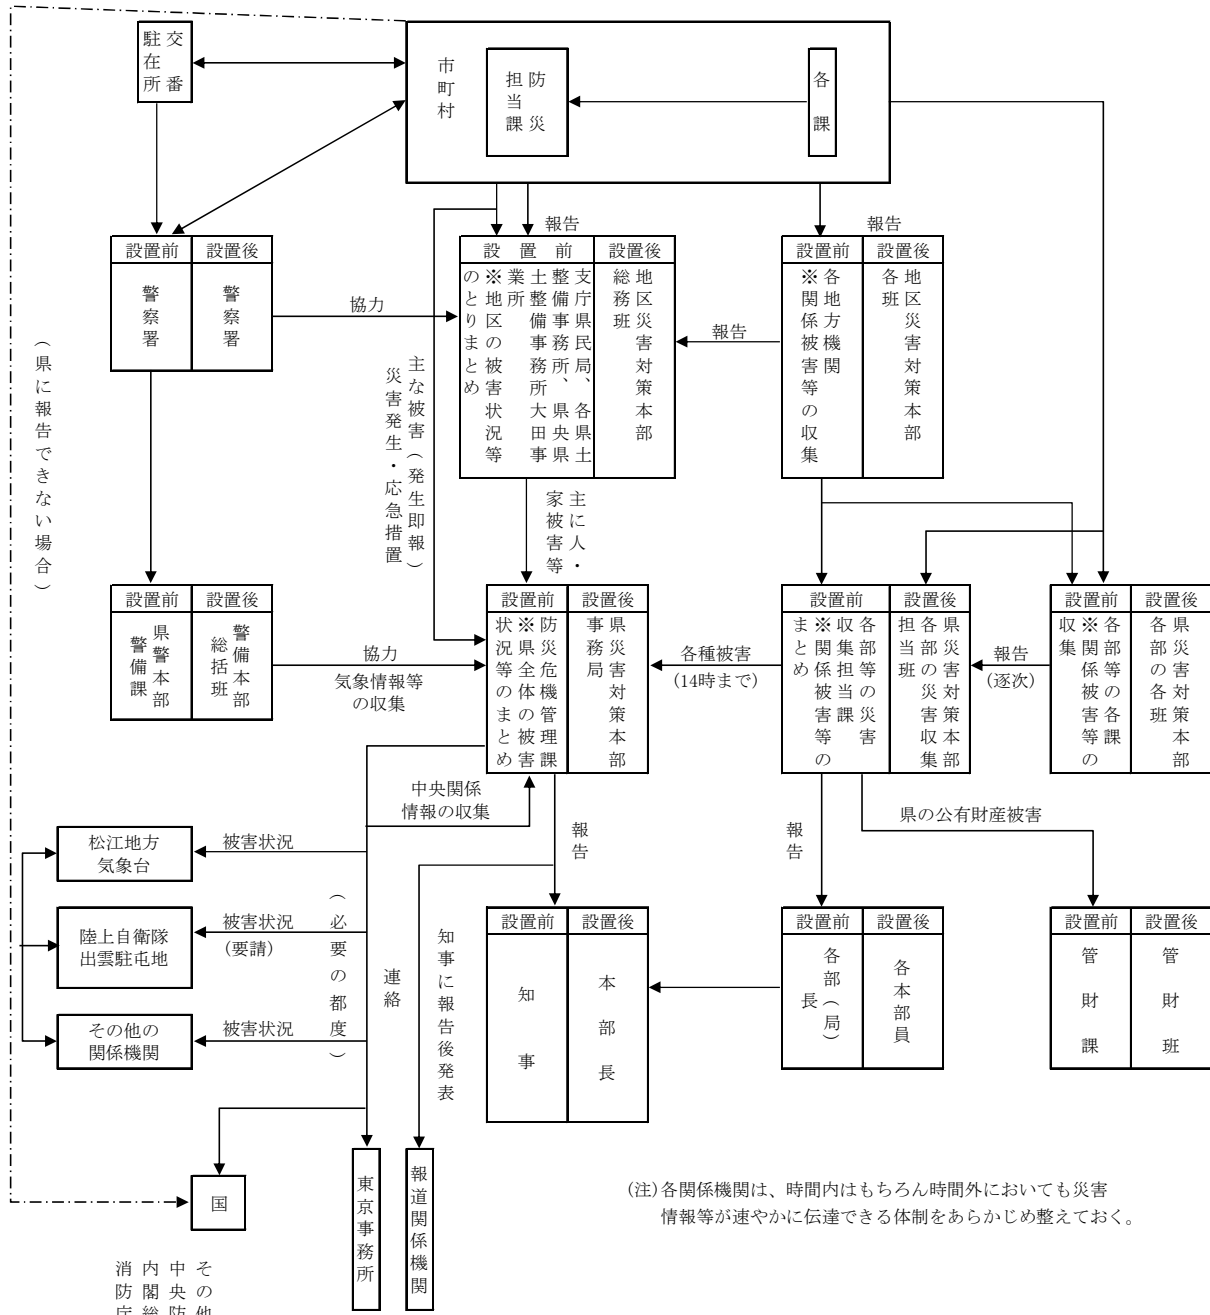 交番
駐在所
市町村
防災
担当課
各課
報告
報告
設置前
設置後
警察署
警察署
協力
設置前
設置後
支庁県民局、各県土
整備事務所、県央県
土整備事務所大田事
業所
※地区の被害状況等
のとりまとめ
地区災害対策本部
総務班
報告
設置前
設置後
各地方機関
※関係被害等の収集
地区災害対策本部
各班
(県に報告できない場合)
主な被害(発生即報)
災害発生・応急措置
主に人・
家被害等
設置前
設置後
県警本部
警備課
警備本部
総括班
協力
気象情報等
の収集
設置前
設置後
防災危機管理課
※県全体の被害
状況等のまとめ
県災害対策本部
事務局
各種被害
(14時まで)
設置前
設置後
各部等の災害
収集担当課
※関係被害等の
まとめ
県災害対策本部
各部の災害収集
担当班
報告
(逐次)
設置前
設置後
各部等の各課
※関係被害等の
収集
県災害対策本部
各部の各班
中央関係
情報の収集
報告
報告
県の公有財産被害
松江地方
気象台
被害状況
陸上自衛隊
出雲駐屯地
被害状況
(要請)
その他の
関係機関
被害状況
(必要の都度)
連絡
知事に報告後発表
設置前
設置後
知事
本部長
設置前
設置後
各部(局)
長
各本部員
設置前
設置後
管財課
管財班
国
東京事務所
報道関係機関
(注)各関係機関は、時間内はもちろん時間外においても災害
情報等が速やかに伝達できる体制をあらかじめ整えておく。
その他
中央防
内閣総
消防庁